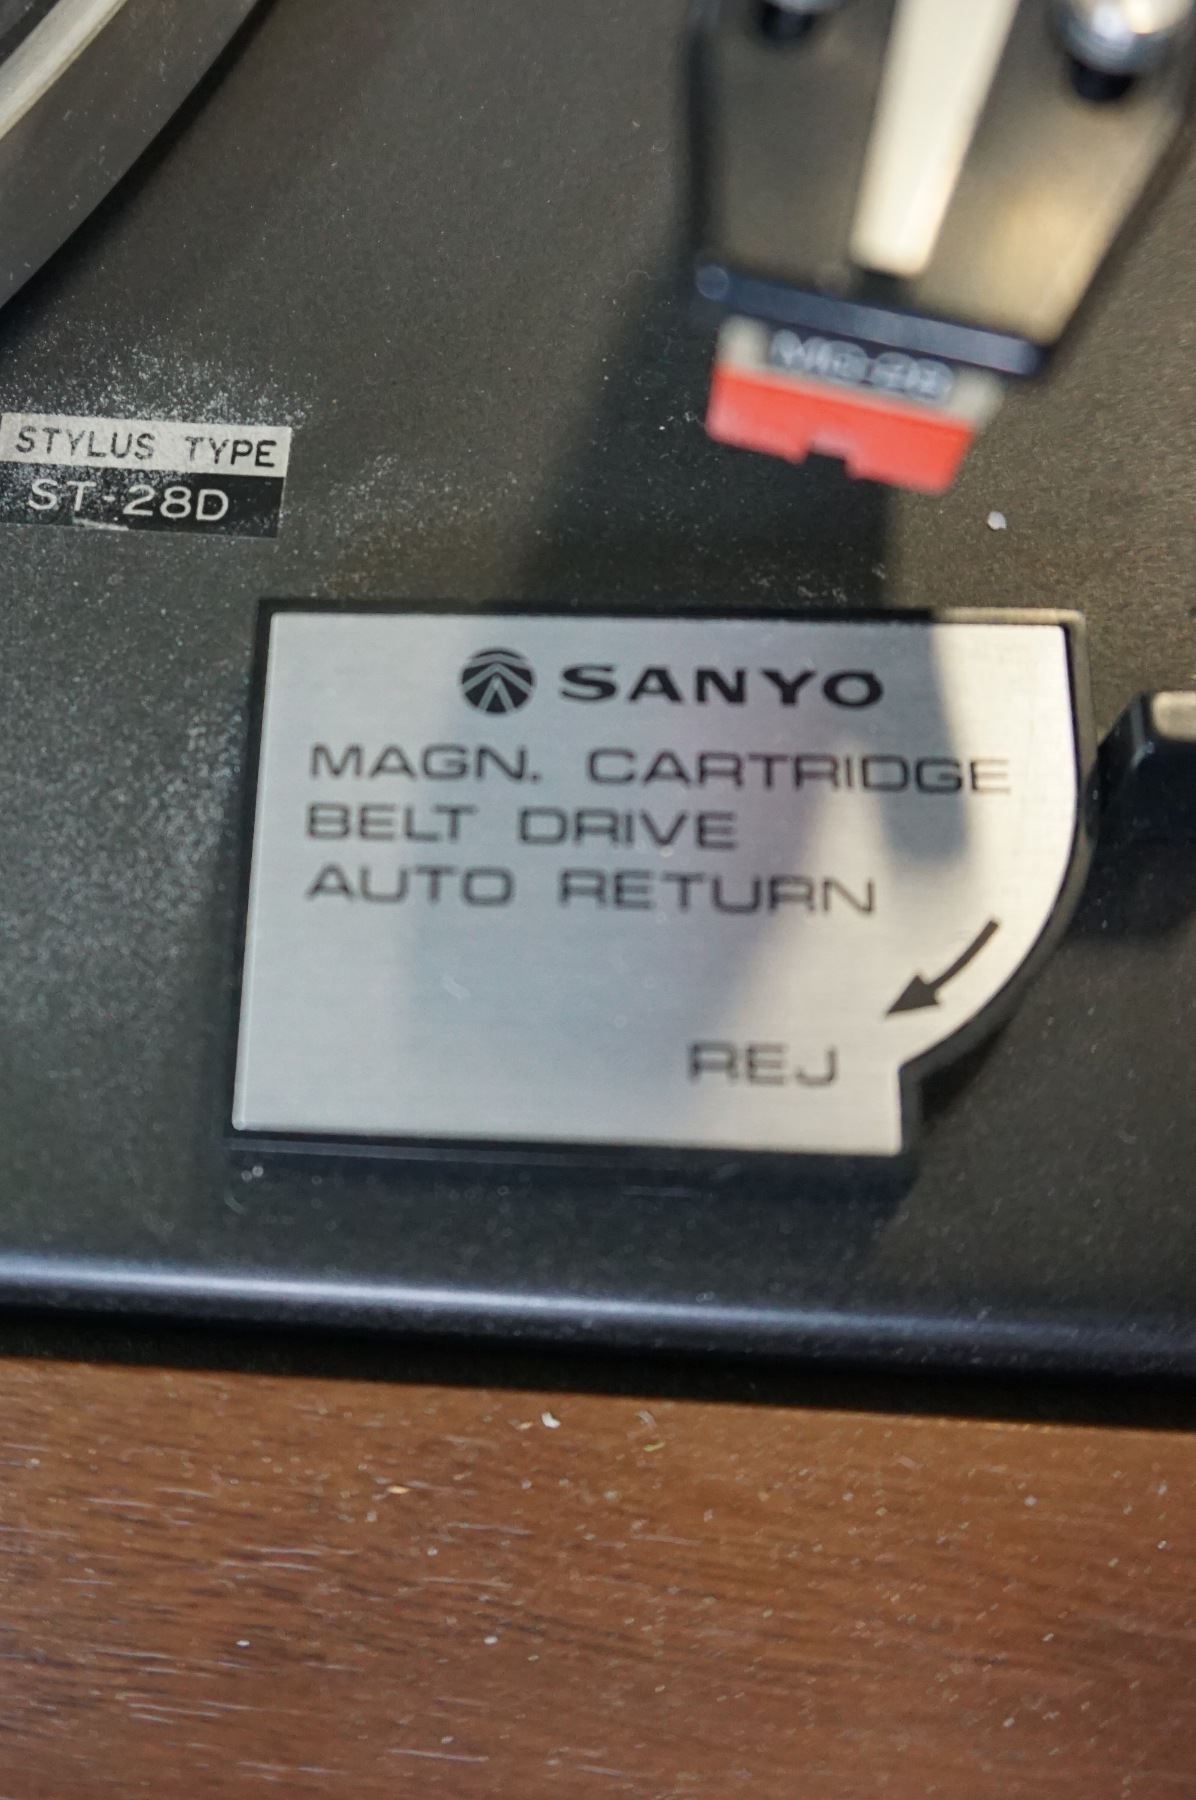 STYLUS TYPE
ST-28D
SANYO
MAGN. CARTRIDGE
BELT DRIVE
AUTO RETURN
REJ